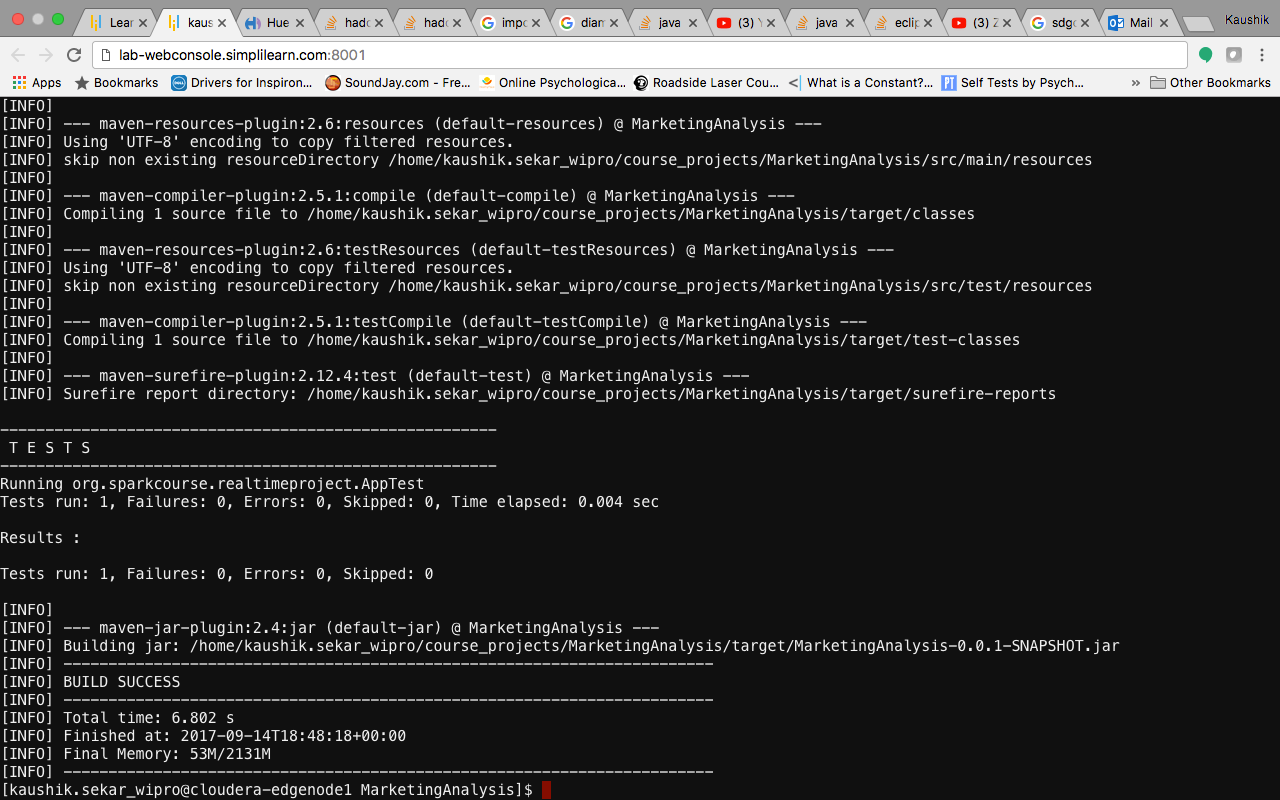 Lear
kaus
Hue
hado
hado
impo
diam
java
(3) Y
java
eclip
(3) Z
sdgo
Mail
Kaushik
lab-webconsole.simplilearn.com:8001
Apps
Bookmarks
Drivers for Inspiron...
SoundJay.com - Fre...
Online Psychologica...
Roadside Laser Cou...
What is a Constant?...
Self Tests by Psych...
»
Other Bookmarks
[INFO]
[INFO] --- maven-resources-plugin:2.6:resources (default-resources) @ MarketingAnalysis ---
[INFO] Using 'UTF-8' encoding to copy filtered resources.
[INFO] skip non existing resourceDirectory /home/kaushik.sekar_wipro/course_projects/MarketingAnalysis/src/main/resources
[INFO]
[INFO] --- maven-compiler-plugin:2.5.1:compile (default-compile) @ MarketingAnalysis ---
[INFO] Compiling 1 source file to /home/kaushik.sekar_wipro/course_projects/MarketingAnalysis/target/classes
[INFO]
[INFO] --- maven-resources-plugin:2.6:testResources (default-testResources) @ MarketingAnalysis ---
[INFO] Using 'UTF-8' encoding to copy filtered resources.
[INFO] skip non existing resourceDirectory /home/kaushik.sekar_wipro/course_projects/MarketingAnalysis/src/test/resources
[INFO]
[INFO] --- maven-compiler-plugin:2.5.1:testCompile (default-testCompile) @ MarketingAnalysis ---
[INFO] Compiling 1 source file to /home/kaushik.sekar_wipro/course_projects/MarketingAnalysis/target/test-classes
[INFO]
[INFO] --- maven-surefire-plugin:2.12.4:test (default-test) @ MarketingAnalysis ---
[INFO] Surefire report directory: /home/kaushik.sekar_wipro/course_projects/MarketingAnalysis/target/surefire-reports
-------------------------------------------------------
T E S T S
-------------------------------------------------------
Running org.sparkcourse.realtimeproject.AppTest
Tests run: 1, Failures: 0, Errors: 0, Skipped: 0, Time elapsed: 0.004 sec
Results :
Tests run: 1, Failures: 0, Errors: 0, Skipped: 0
[INFO]
[INFO] --- maven-jar-plugin:2.4:jar (default-jar) @ MarketingAnalysis ---
[INFO] Building jar: /home/kaushik.sekar_wipro/course_projects/MarketingAnalysis/target/MarketingAnalysis-0.0.1-SNAPSHOT.jar
[INFO] ------------------------------------------------------------------------
[INFO] BUILD SUCCESS
[INFO] ------------------------------------------------------------------------
[INFO] Total time: 6.802 s
[INFO] Finished at: 2017-09-14T18:48:18+00:00
[INFO] Final Memory: 53M/2131M
[INFO] ------------------------------------------------------------------------
[kaushik.sekar_wipro@cloudera-edgenode1 MarketingAnalysis]$